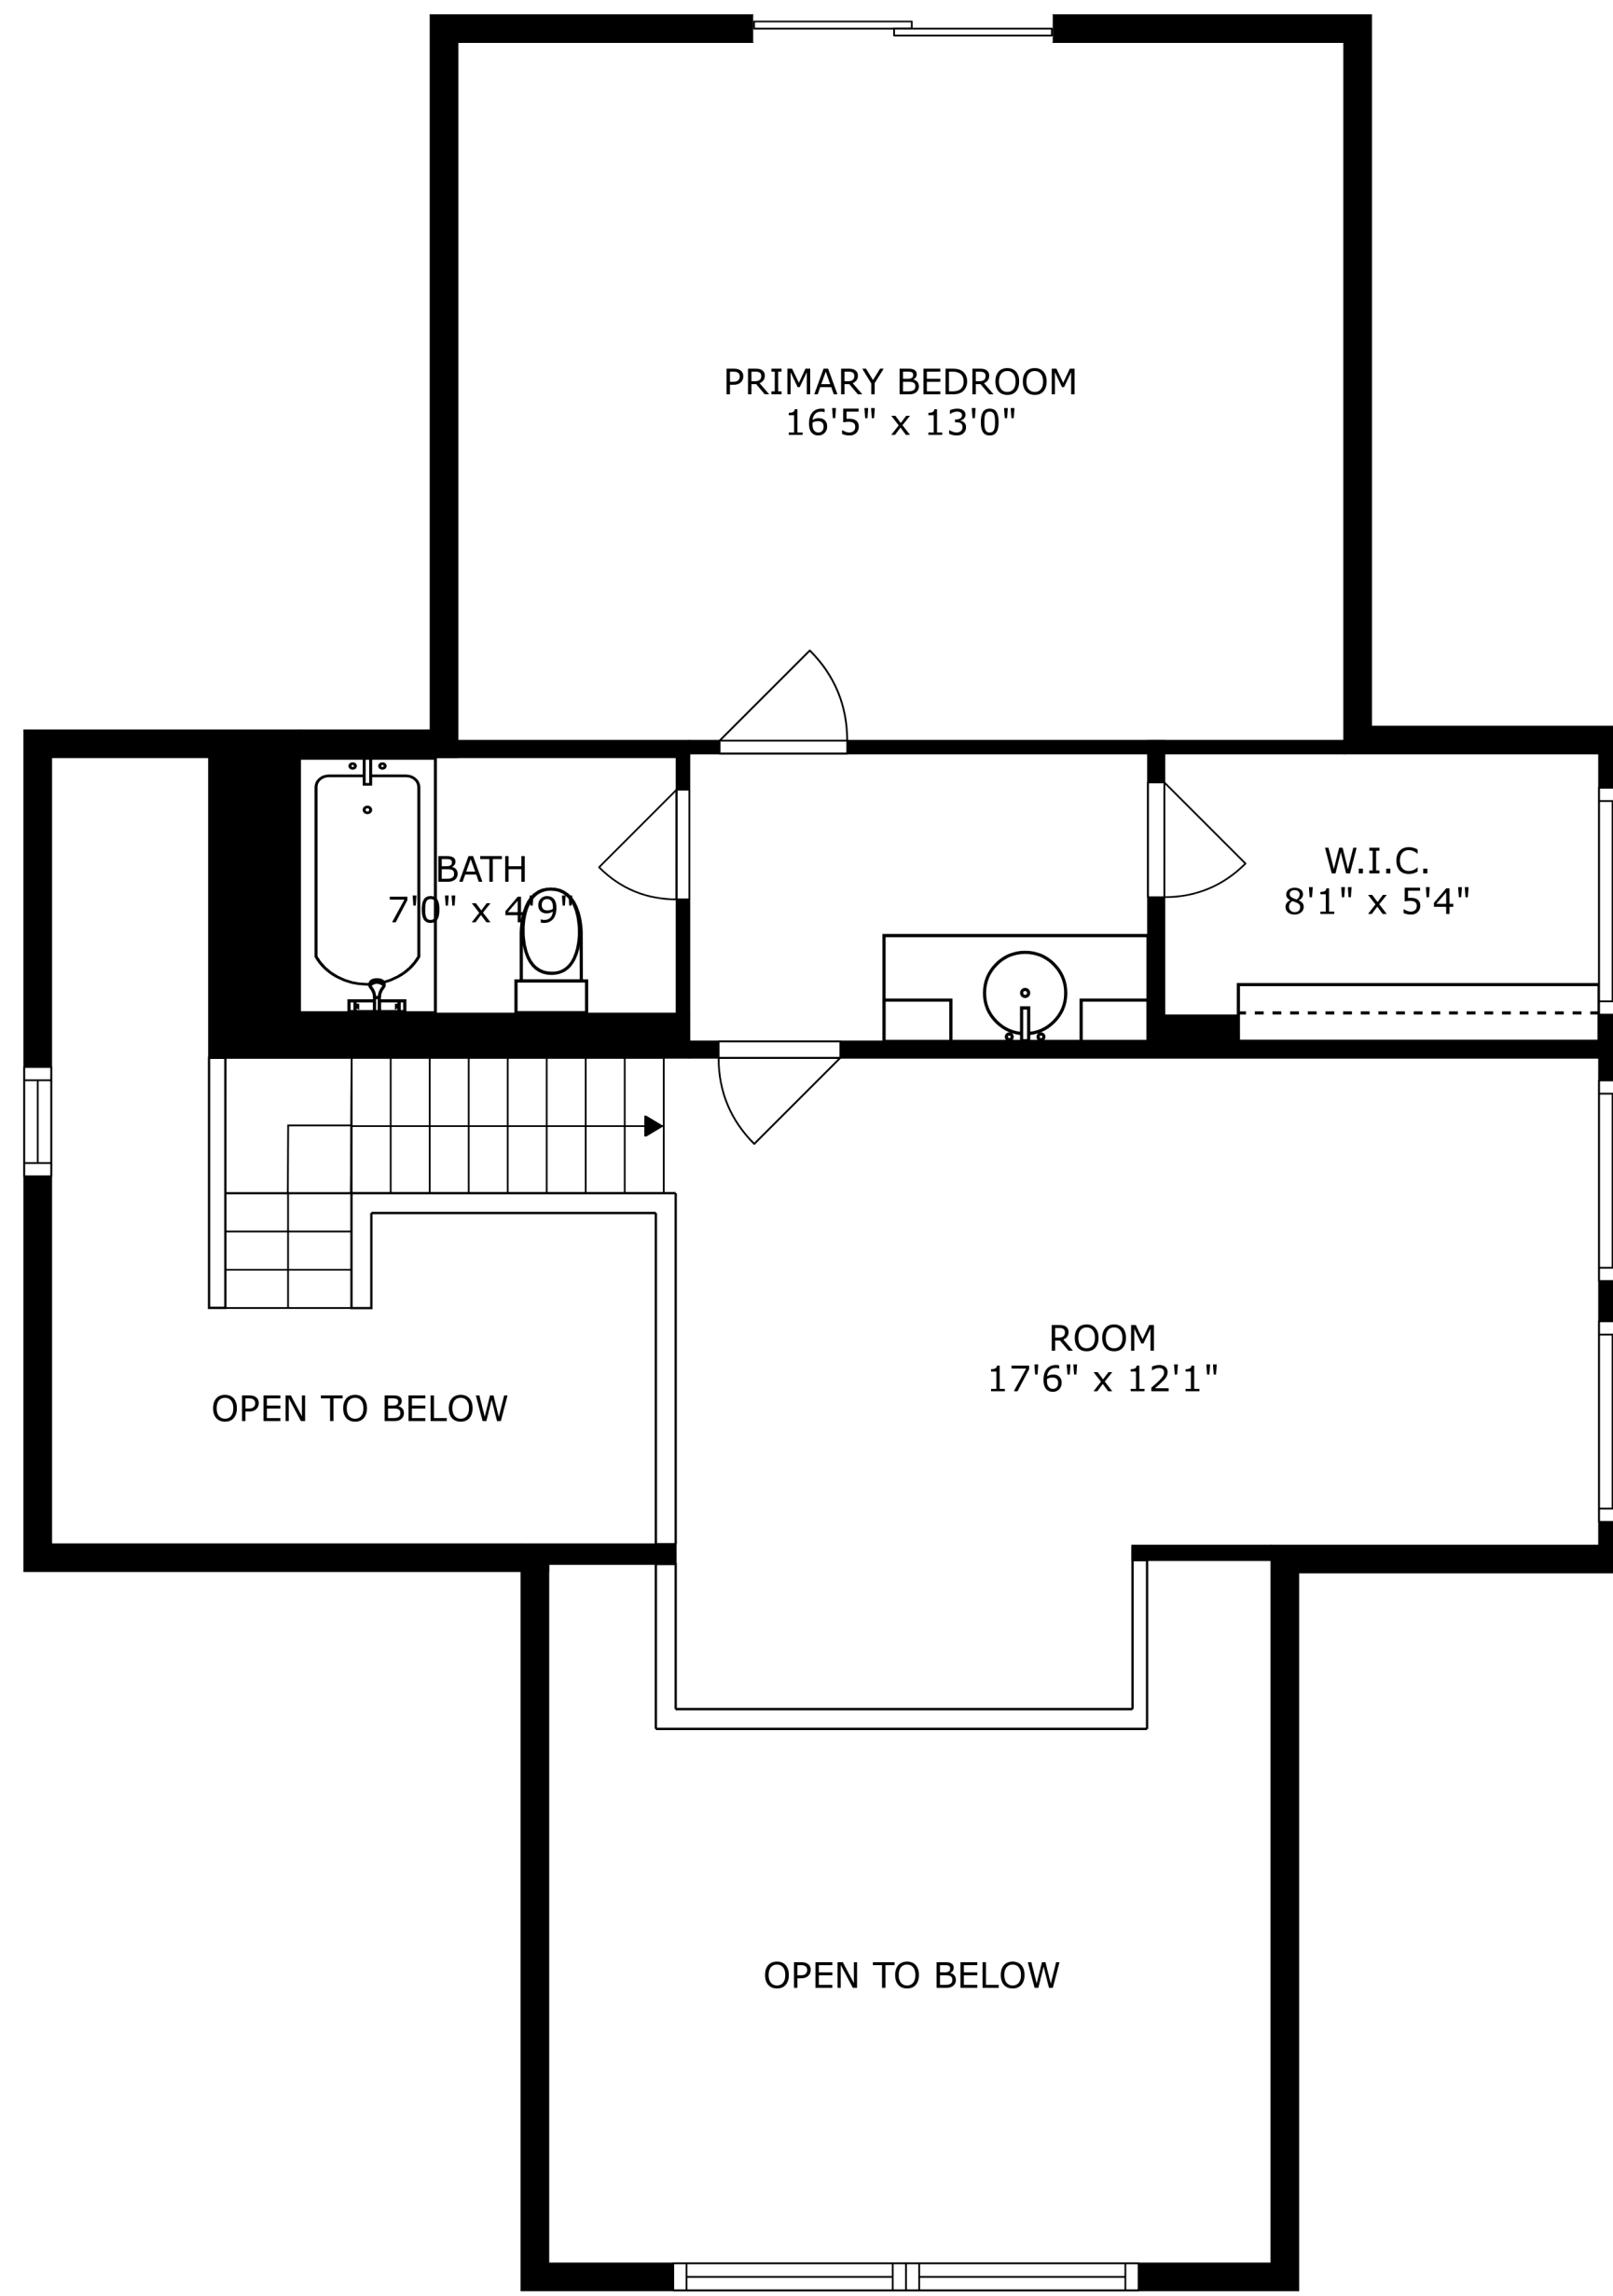 PRIMARY BEDROOM
16'5" x 13'0"
BATH
7'0" x 4'9"
W.I.C.
8'1" x 5'4"
ROOM
17'6" x 12'1"
OPEN TO BELOW
OPEN TO BELOW